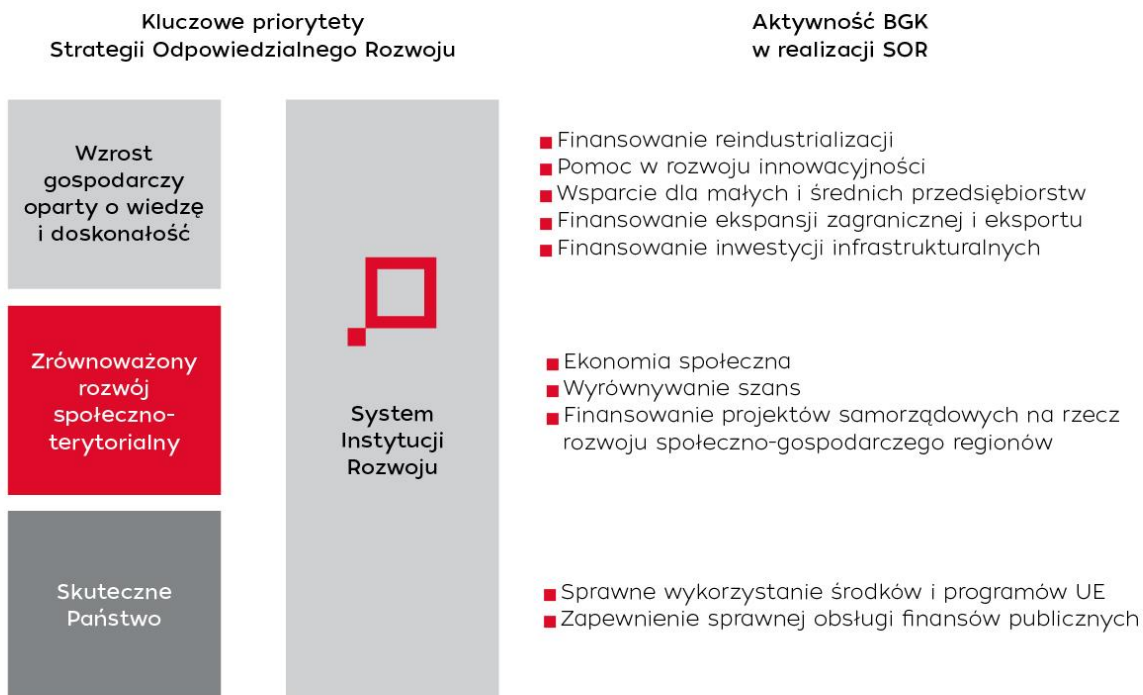 Kluczowe priorytety
Strategii Odpowiedzialnego Rozwoju
Aktywność BGK
w realizacji SOR
Wzrost
gospodarczy
oparty o wiedzę
i doskonałość
Zrównoważony
rozwój
społeczno-
terytorialny
Skuteczne
Państwo
System
Instytucji
Rozwoju
Finansowanie reindustrializacji
Pomoc w rozwoju innowacyjności
Wsparcie dla małych i średnich przedsiębiorstw
Finansowanie ekspansji zagranicznej i eksportu
Finansowanie inwestycji infrastrukturalnych
Ekonomia społeczna
Wyrównywanie szans
Finansowanie projektów samorządowych na rzecz
rozwoju społeczno-gospodarczego regionów
Sprawne wykorzystanie środków i programów UE
Zapewnienie sprawnej obsługi finansów publicznych